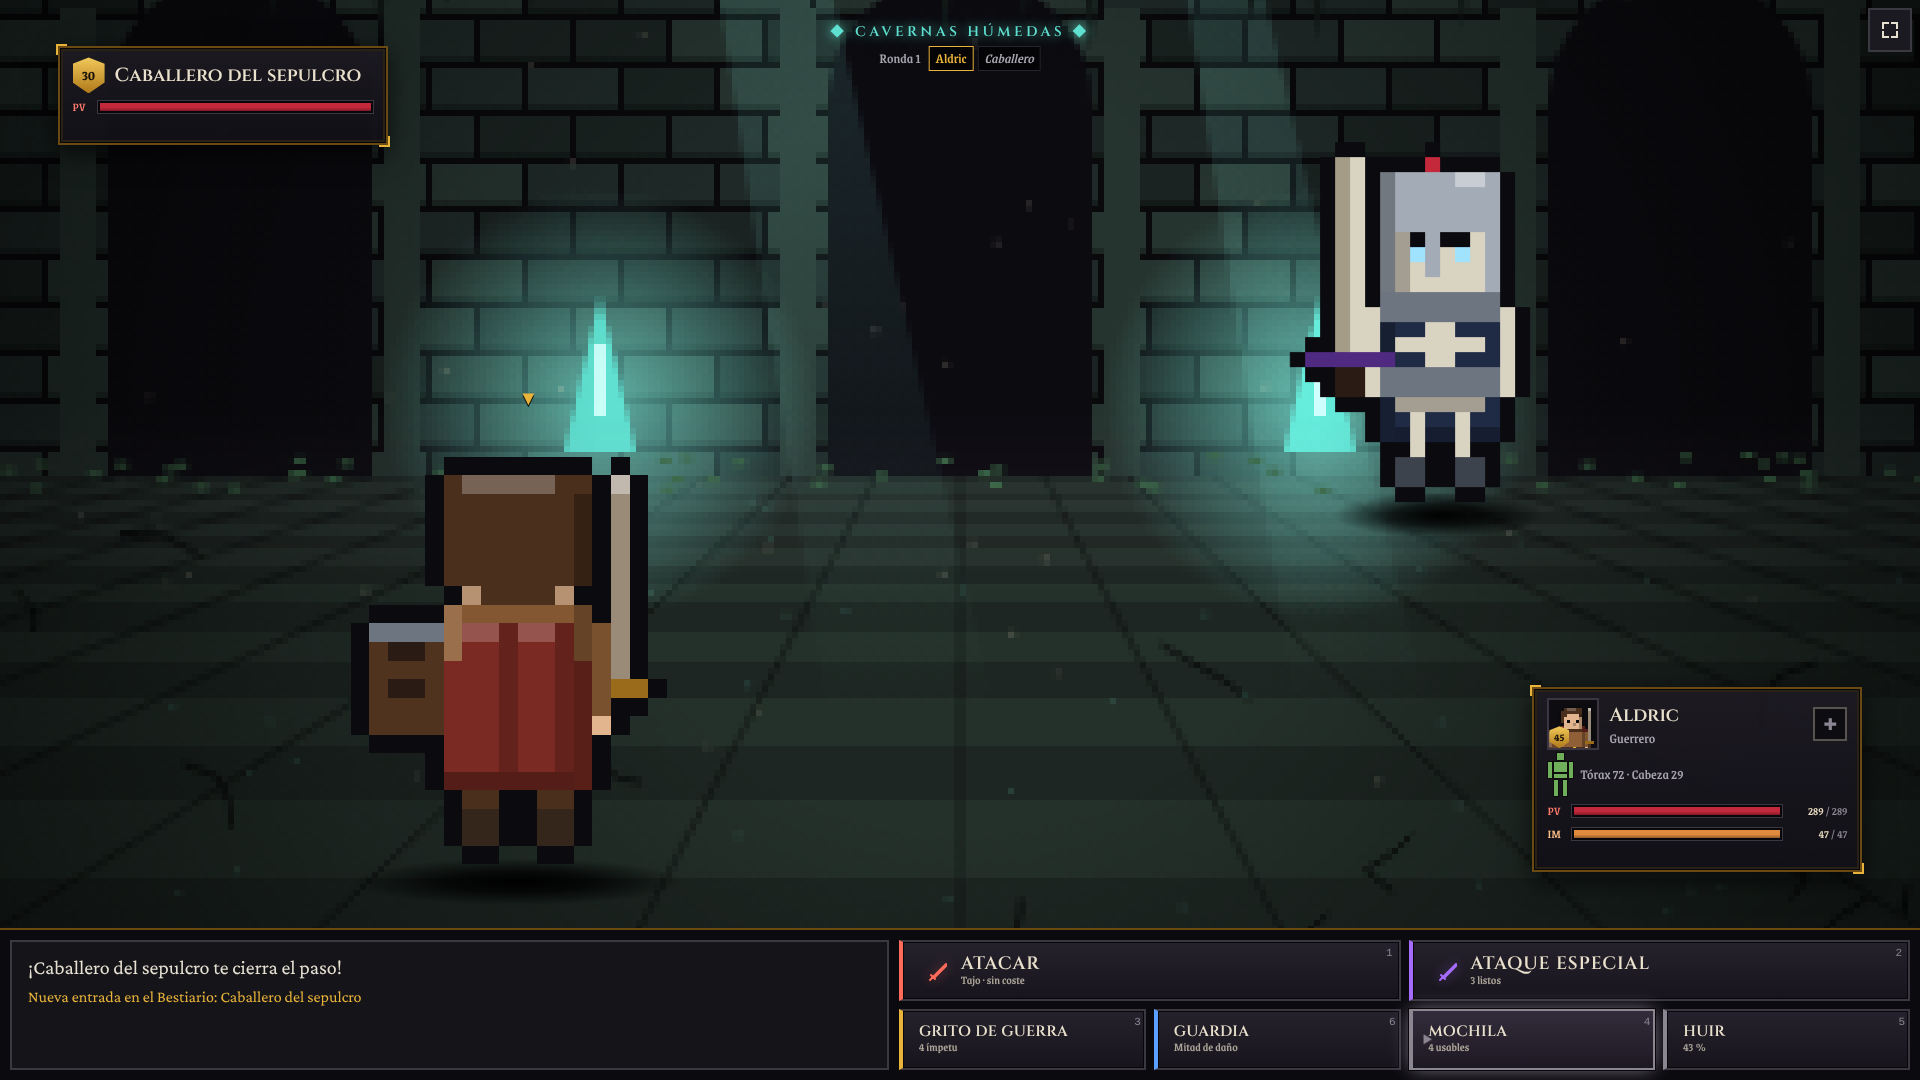 CAVERNAS HÚMEDAS
Ronda 1 Aldric Caballero
30 CABALLERO DEL SEPULCRO
PV
ALDRIC
45 Guerrero
Tórax 72 · Cabeza 29
PV 289 / 289
IM 47 / 47
¡Caballero del sepulcro te cierra el paso!
Nueva entrada en el Bestiario: Caballero del sepulcro
ATACAR 1
Tajo · sin coste
ATAQUE ESPECIAL 2
3 listos
GRITO DE GUERRA 3
4 ímpetu
GUARDIA 6
Mitad de daño
MOCHILA 4
4 usables
HUIR 5
43 %